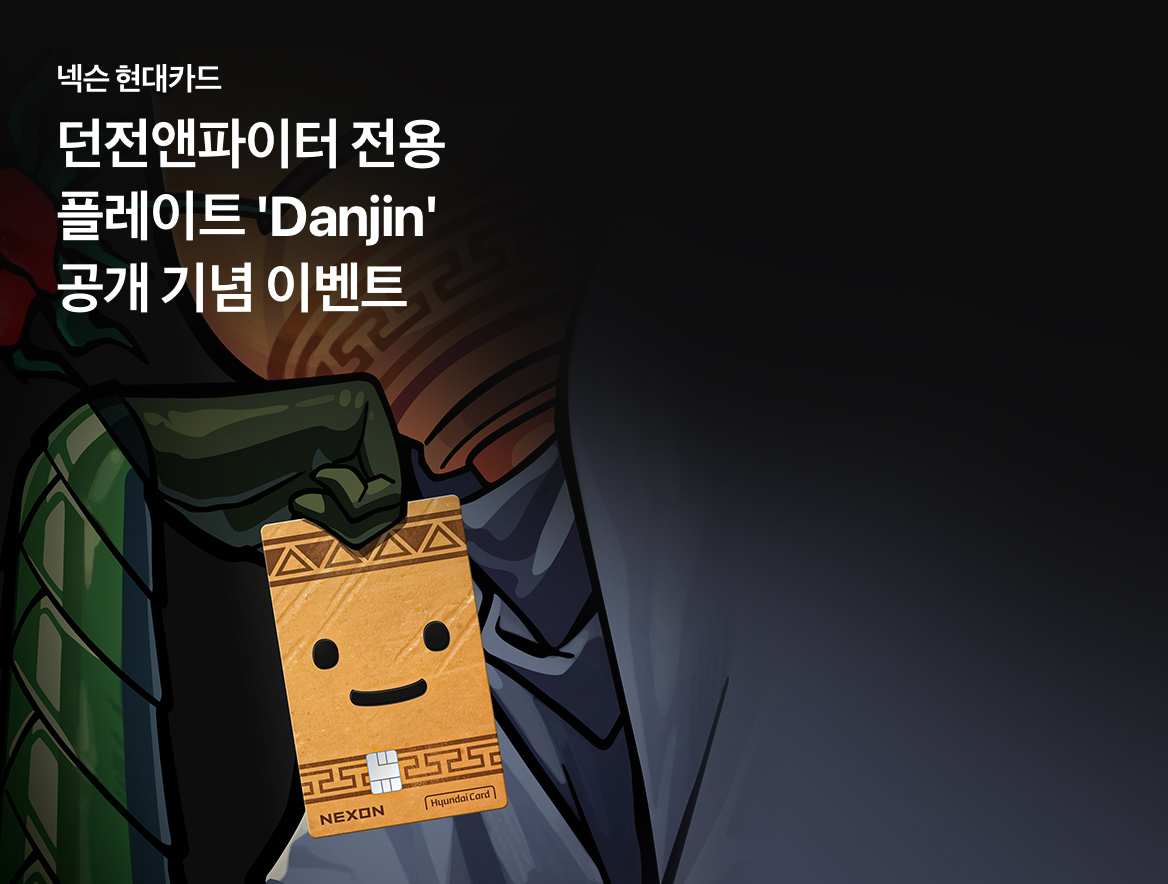 넥슨 현대카드
던전앤파이터 전용
플레이트 'Danjin'
공개 기념 이벤트
NEXON
Hyundai Card